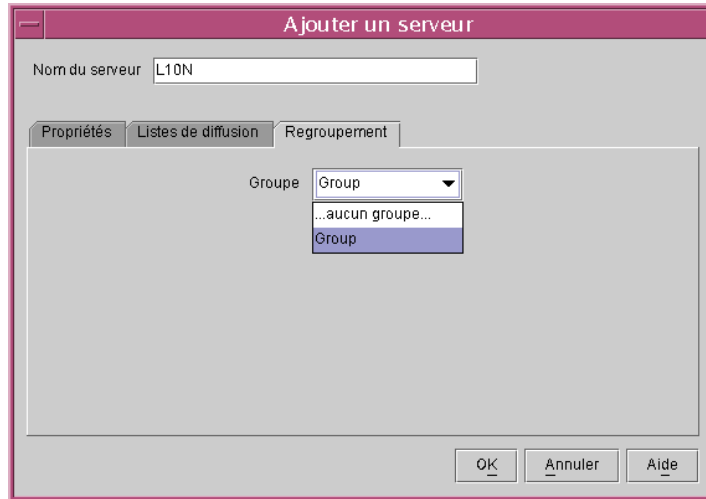 Ajouter un serveur
Nom du serveur L10N
Propriétés Listes de diffusion Regroupement
Groupe Group
...aucun groupe...
Group
OK Annuler Aide